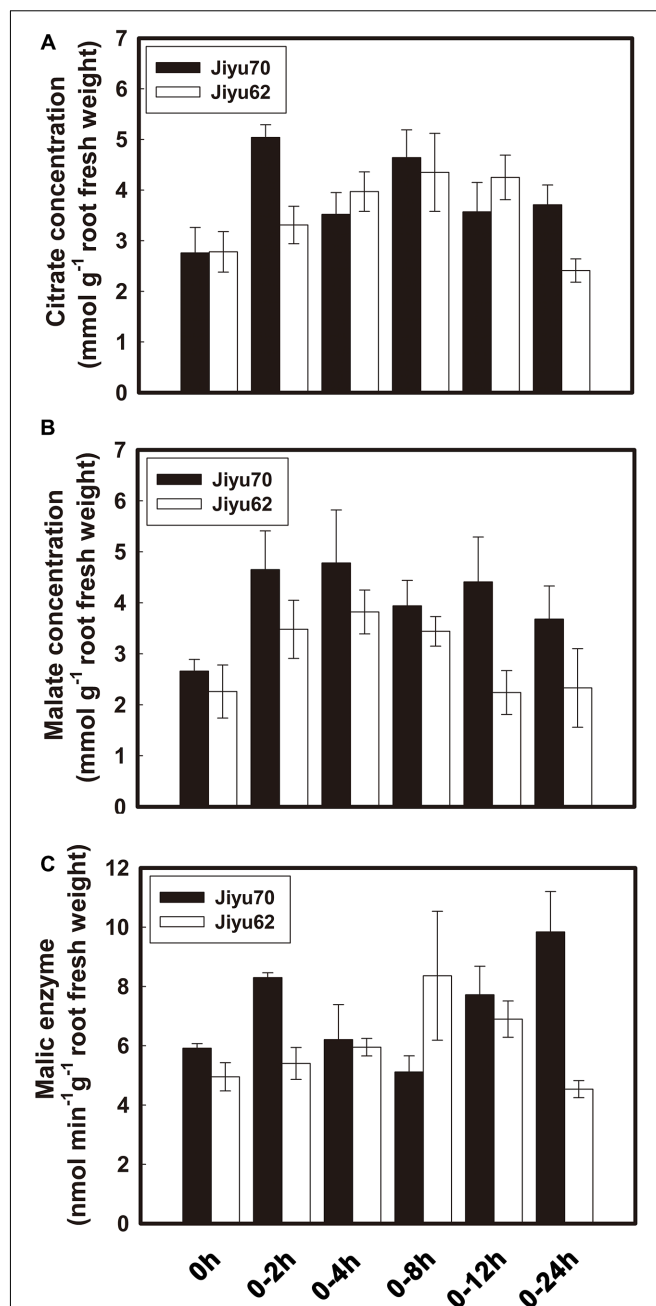 A
7
6
5
4
3
2
1
0
Citrate concentration
(mmol g⁻¹ root fresh weight)
Jiyu70
Jiyu62
B
7
6
5
4
3
2
1
0
Malate concentration
(mmol g⁻¹ root fresh weight)
Jiyu70
Jiyu62
C
12
10
8
6
4
2
0
Malic enzyme
(nmol min⁻¹g⁻¹ root fresh weight)
Jiyu70
Jiyu62
0h
0-2h
0-4h
0-8h
0-12h
0-24h